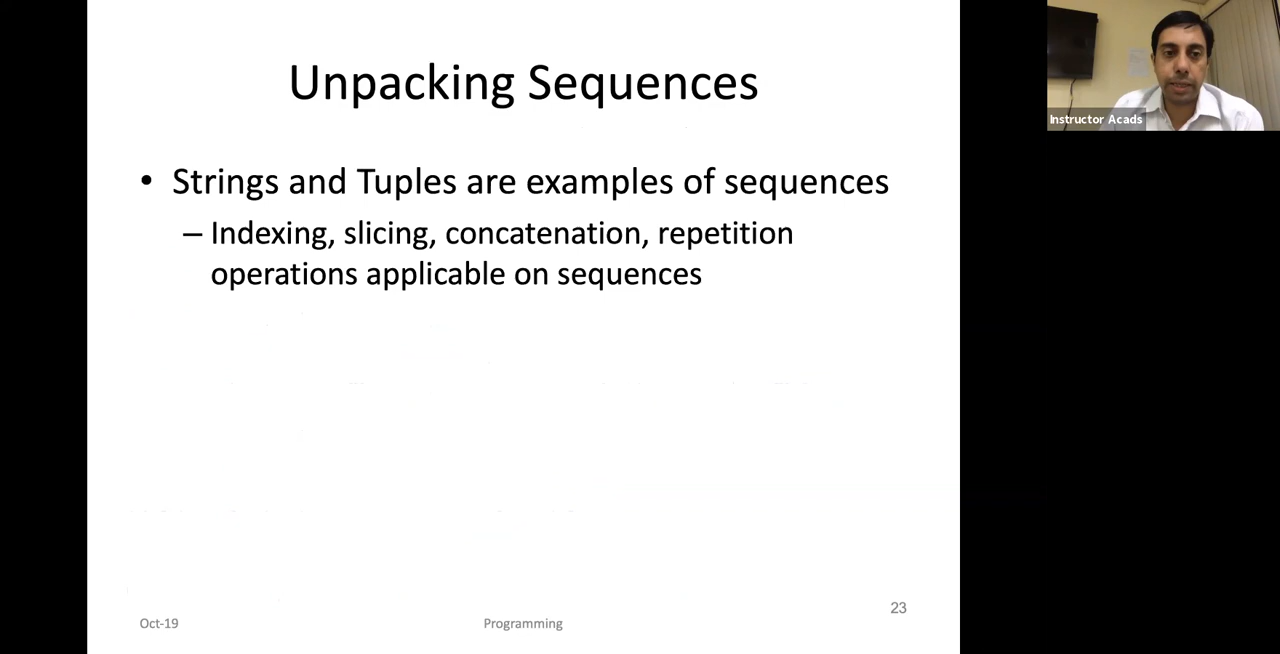 Unpacking Sequences
• Strings and Tuples are examples of sequences
– Indexing, slicing, concatenation, repetition
operations applicable on sequences
Oct-19
Programming
23
Instructor Acads